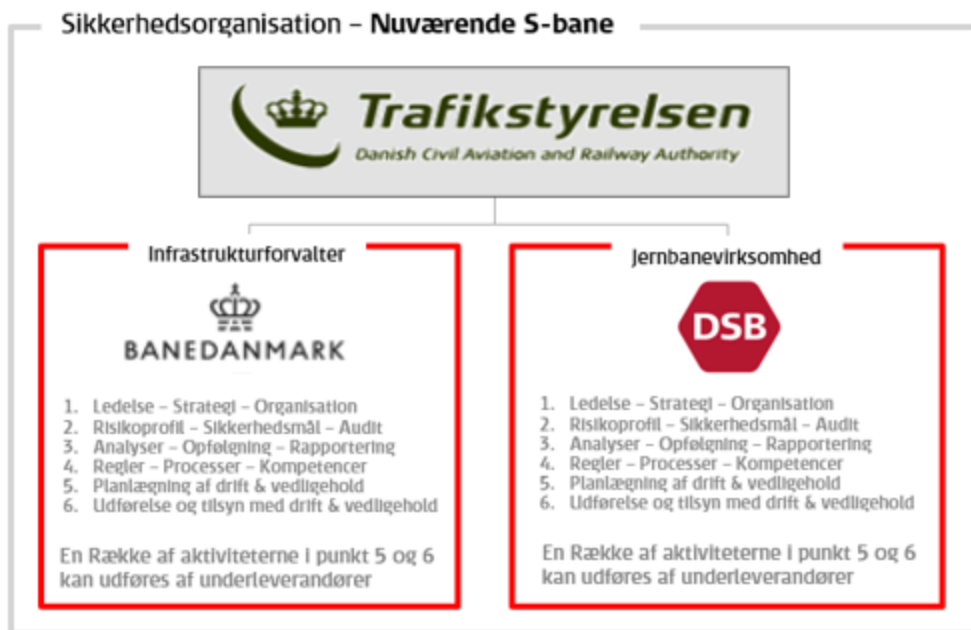 Sikkerhedsorganisation – Nuværende S-bane
Trafikstyrelsen
Danish Civil Aviation and Railway Authority
Infrastrukturforvalter
BANEDANMARK
1. Ledelse – Strategi – Organisation
2. Risikoprofil – Sikkerhedsmål – Audit
3. Analyser – Opfølgning – Rapportering
4. Regler – Processer – Kompetencer
5. Planlægning af drift & vedligehold
6. Udførelse og tilsyn med drift & vedligehold
En Række af aktiviteterne i punkt 5 og 6
kan udføres af underleverandører
Jernbanevirksomhed
DSB
1. Ledelse – Strategi – Organisation
2. Risikoprofil – Sikkerhedsmål – Audit
3. Analyser – Opfølgning – Rapportering
4. Regler – Processer – Kompetencer
5. Planlægning af drift & vedligehold
6. Udførelse og tilsyn med drift & vedligehold
En Række af aktiviteterne i punkt 5 og 6
kan udføres af underleverandører